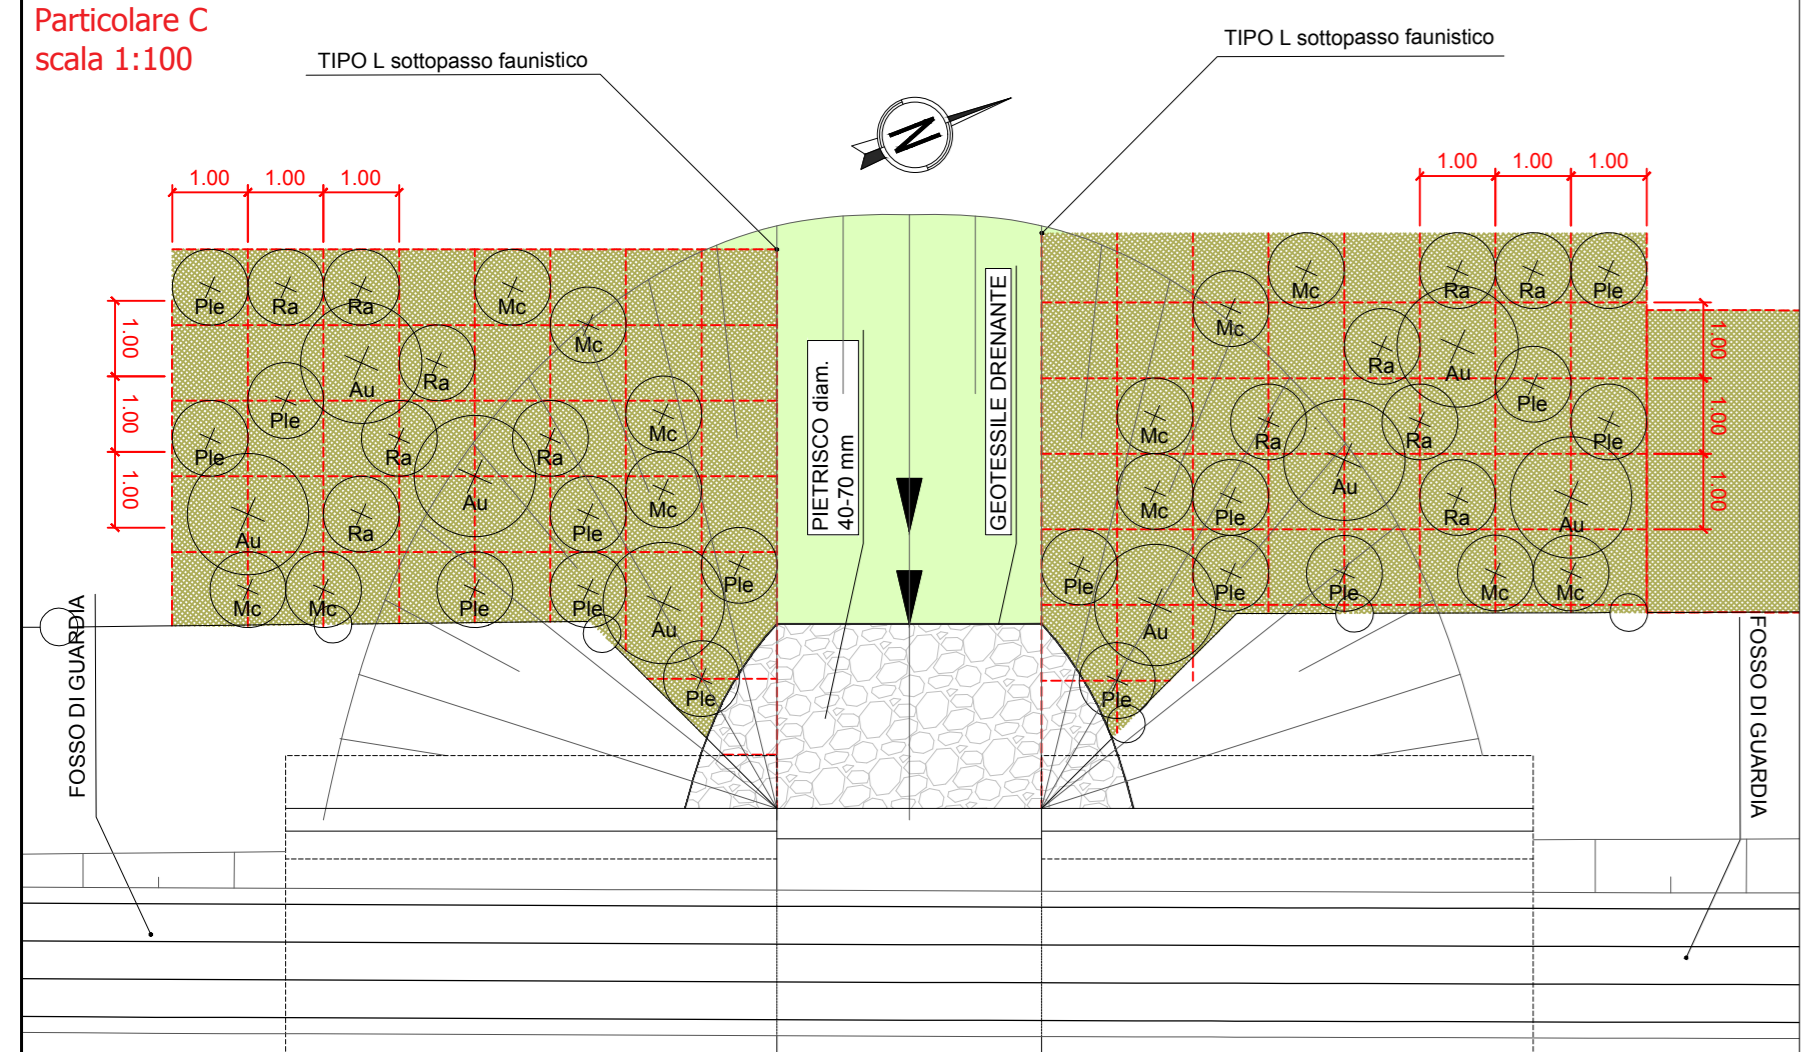 Particolare C
scala 1:100
TIPO L sottopasso faunistico
TIPO L sottopasso faunistico
N
1.00 1.00 1.00
1.00 1.00 1.00
Ple Ra Ra Mc
Mc
Ra
Au
Ple
Ple Ra Ra Mc
Au
Mc
Au Ra Ple
Ple
Mc Mc Ple Ple
Au
Ple
1.00
1.00
1.00
FOSSO DI GUARDIA
PIETRISCO diam.
40-70 mm
GEOTESSILE DRENANTE
Mc Ra Ra Ple
Mc
Ra
Au
Ple
Mc Ra Ra Ple
Au
Mc Ple Ra Au
Ple Ple Ple Mc Mc
Au
Ple
1.00
1.00
1.00
FOSSO DI GUARDIA